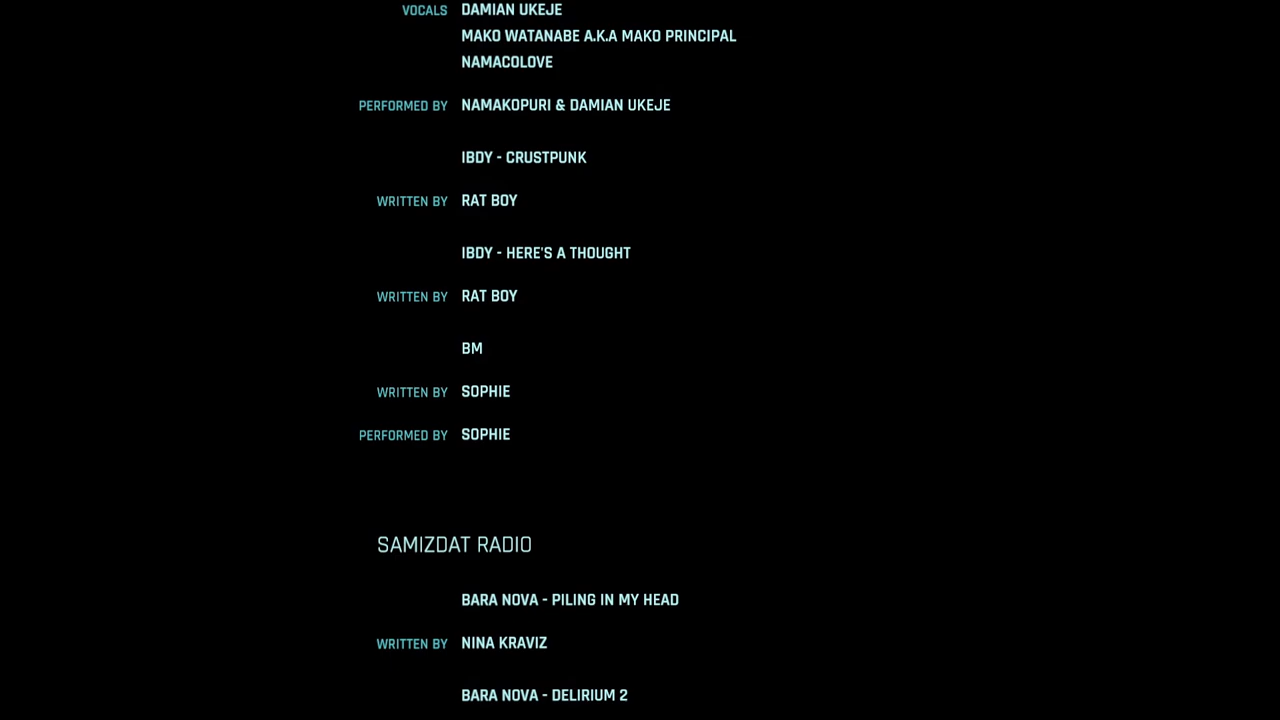 VOCALS DAMIAN UKEJE
MAKO WATANABE A.K.A MAKO PRINCIPAL
NAMACOLOVE
PERFORMED BY NAMAKOPURI & DAMIAN UKEJE
IBDY - CRUSTPUNK
WRITTEN BY RAT BOY
IBDY - HERE'S A THOUGHT
WRITTEN BY RAT BOY
BM
WRITTEN BY SOPHIE
PERFORMED BY SOPHIE
SAMIZDAT RADIO
BARA NOVA - PILING IN MY HEAD
WRITTEN BY NINA KRAVIZ
BARA NOVA - DELIRIUM 2